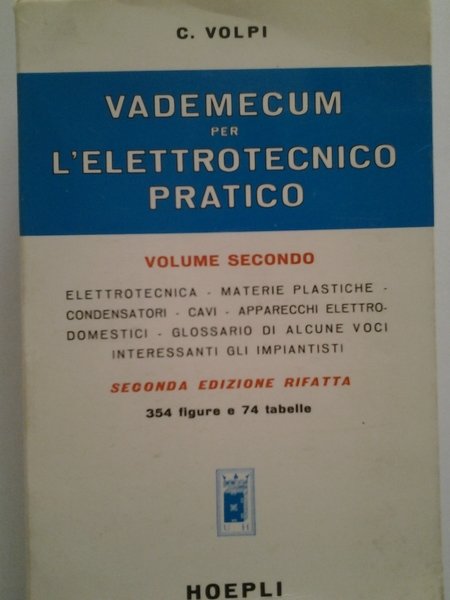 C. VOLPI
VADEMECUM
PER
L'ELETTROTECNICO
PRATICO
VOLUME SECONDO
ELETTROTECNICA - MATERIE PLASTICHE -
CONDENSATORI - CAVI - APPARECCHI ELETTRO-
DOMESTICI - GLOSSARIO DI ALCUNE VOCI
INTERESSANTI GLI IMPIANTISTI
SECONDA EDIZIONE RIFATTA
354 figure e 74 tabelle
U H
HOEPLI